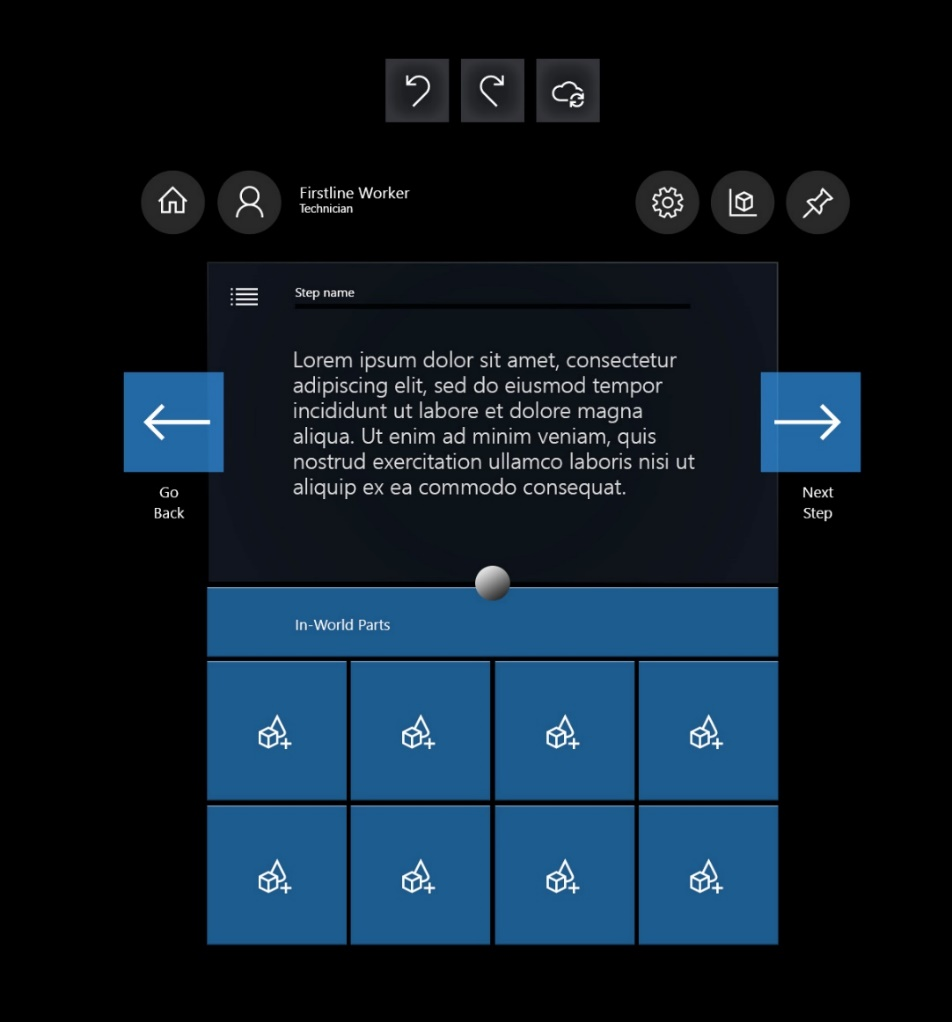 Firstline Worker
Technician
Step name
Lorem ipsum dolor sit amet, consectetur
adipiscing elit, sed do eiusmod tempor
incididunt ut labore et dolore magna
aliqua. Ut enim ad minim veniam, quis
nostrud exercitation ullamco laboris nisi ut
aliquip ex ea commodo consequat.
Go
Back
Next
Step
In-World Parts